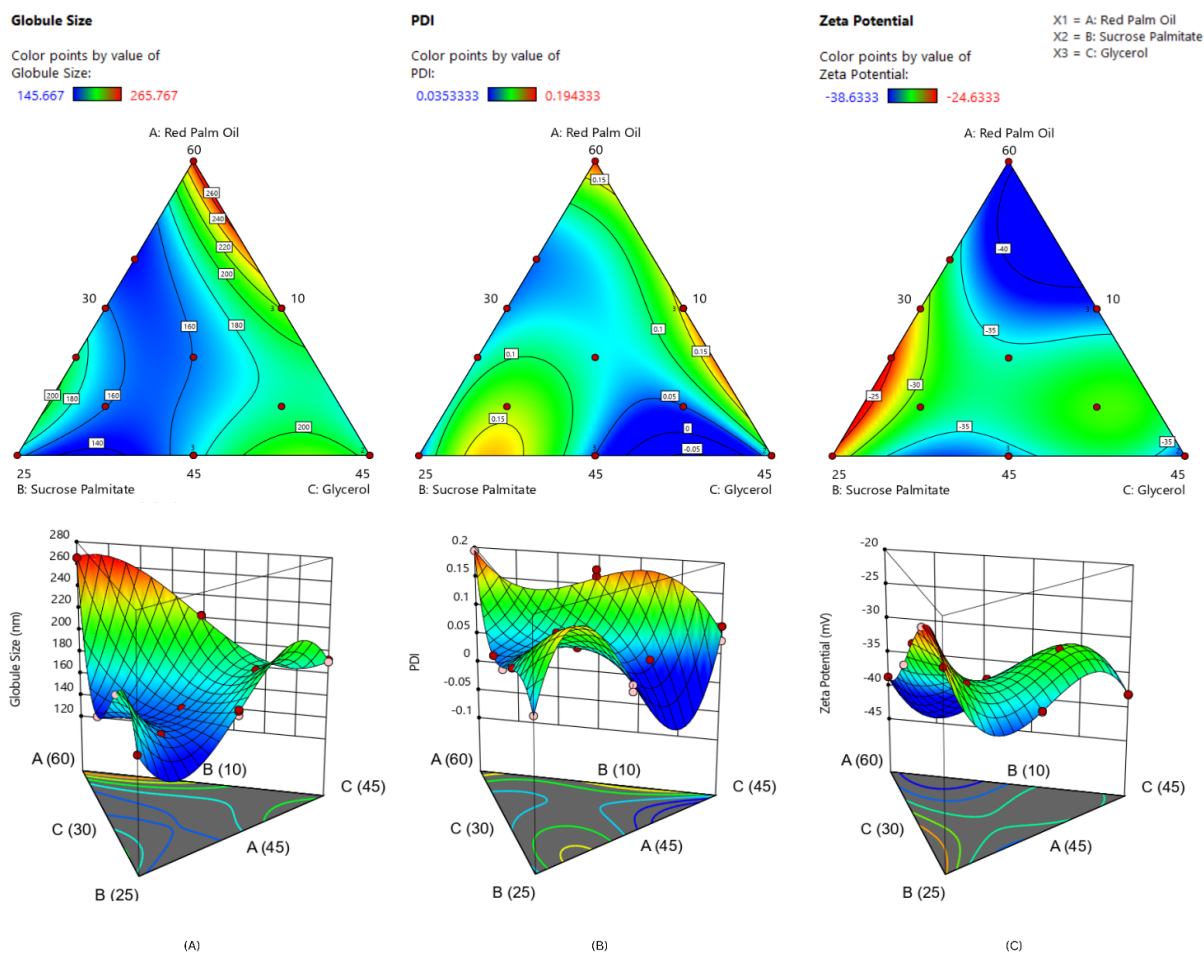 Globule Size
Color points by value of
Globule Size:
145.667 265.767
A: Red Palm Oil
60
260
240
220
200
30
10
3
160
180
200
180
160
140
200
3
2
25
45
45
B: Sucrose Palmitate
C: Glycerol
PDI
Color points by value of
PDI:
0.0353333 0.194333
A: Red Palm Oil
60
0.15
30
10
3
0.1
0.15
0.1
0.05
0.15
0
-0.05
3
2
25
45
45
B: Sucrose Palmitate
C: Glycerol
Zeta Potential
Color points by value of
Zeta Potential:
-38.6333 -24.6333
X1 = A: Red Palm Oil
X2 = B: Sucrose Palmitate
X3 = C: Glycerol
A: Red Palm Oil
60
-40
30
10
3
-35
-30
-25
-35
-35
25
45
45
B: Sucrose Palmitate
C: Glycerol
280
260
240
220
200
180
160
140
120
Globule Size (nm)
A (60)
B (10)
C (45)
C (30)
A (45)
B (25)
0.2
0.15
0.1
0.05
0
-0.05
-0.1
PDI
A (60)
B (10)
C (45)
C (30)
A (45)
B (25)
-20
-25
-30
-35
-40
-45
Zeta Potential (mV)
A (60)
B (10)
C (45)
C (30)
A (45)
B (25)
(A)
(B)
(C)